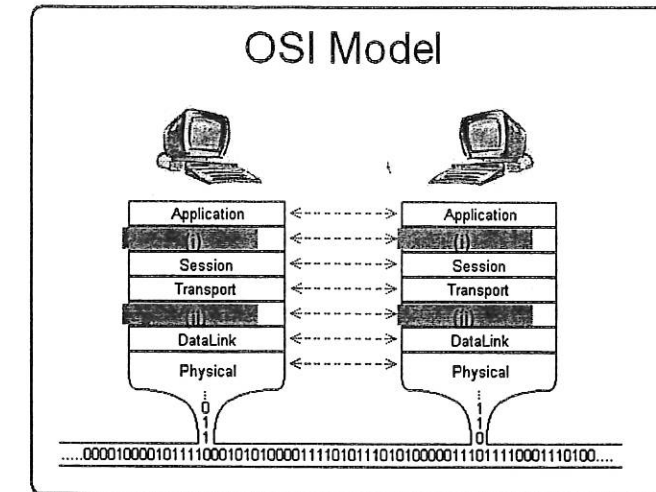 OSI Model
Application Application
(i) (i)
Session Session
Transport Transport
(ii) (ii)
DataLink DataLink
Physical Physical
: :
0 1
1 1
1 0
.....00001000010111100010101000011111010111010100000111011110001110100....